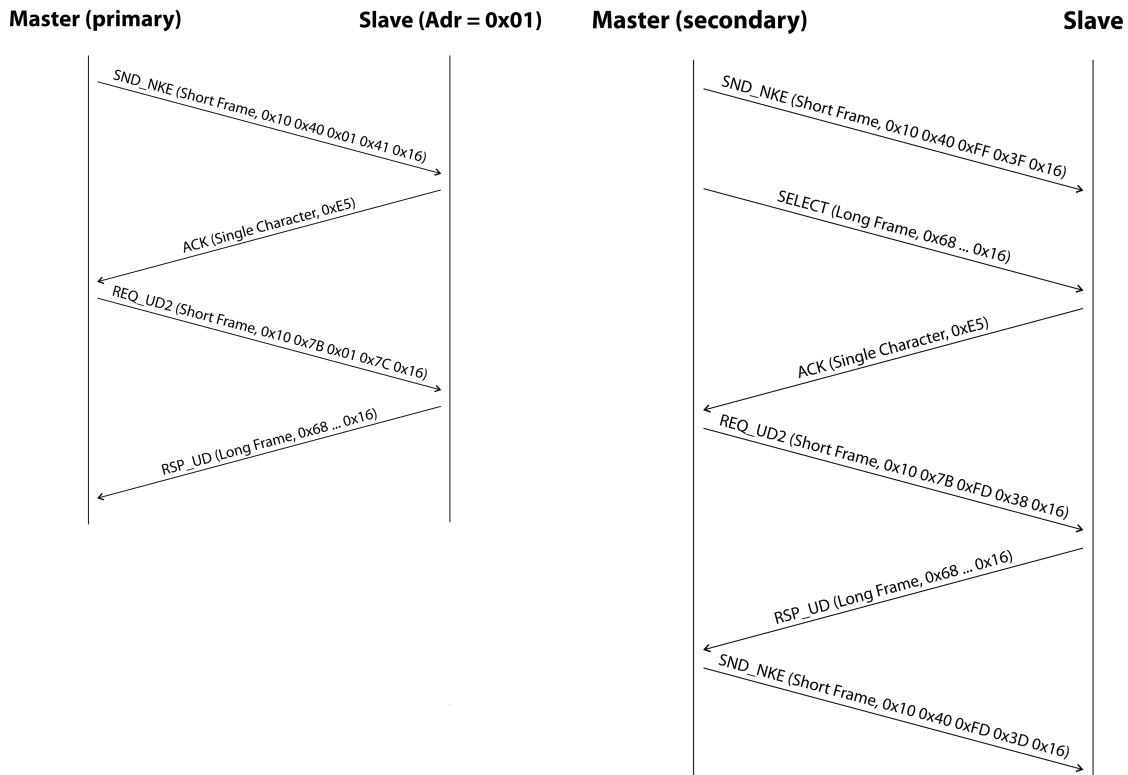 Master (primary)
Slave (Adr = 0x01)
SND_NKE (Short Frame, 0x10 0x40 0x01 0x41 0x16)
ACK (Single Character, 0xE5)
REQ_UD2 (Short Frame, 0x10 0x7B 0x01 0x7C 0x16)
RSP_UD (Long Frame, 0x68 ... 0x16)
Master (secondary)
Slave
SND_NKE (Short Frame, 0x10 0x40 0xFF 0x3F 0x16)
SELECT (Long Frame, 0x68 ... 0x16)
ACK (Single Character, 0xE5)
REQ_UD2 (Short Frame, 0x10 0x7B 0xFD 0x38 0x16)
RSP_UD (Long Frame, 0x68 ... 0x16)
SND_NKE (Short Frame, 0x10 0x40 0xFD 0x3D 0x16)